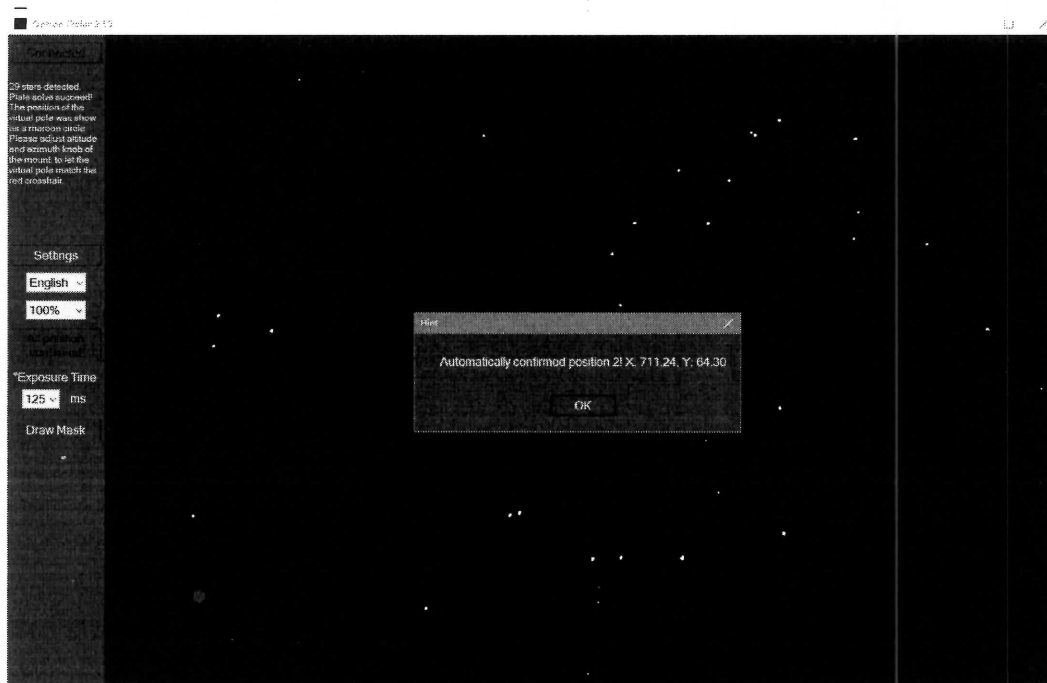 29 stars detected.
Plate solve succeed!
The position of the
virtual pole was show
as a maroon circle
Please adjust altitude
and azimuth knob of
the mount, to let the
virtual pole match the
red crosshair.
Settings
English
100%
*Exposure Time
125 ms
Draw Mask
Hint
Automatically confirmed position 2! X: 711.24, Y: 64.30
OK